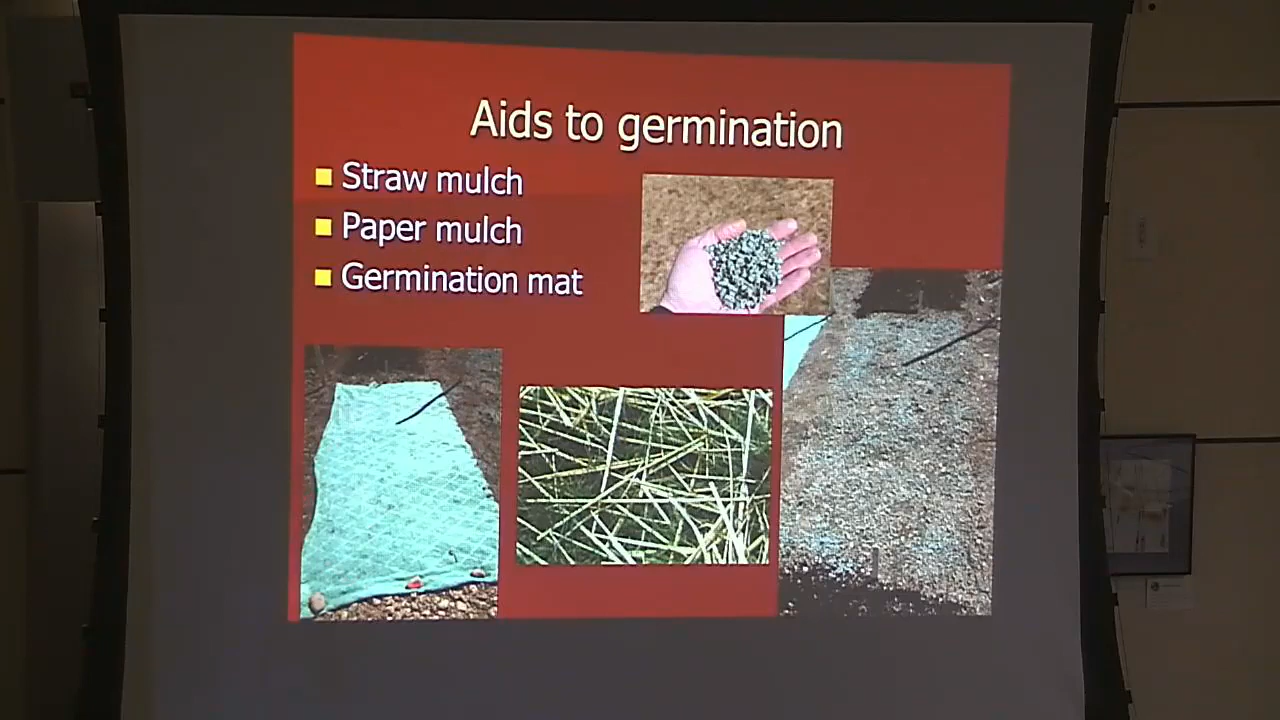 Aids to germination
Straw mulch
Paper mulch
Germination mat